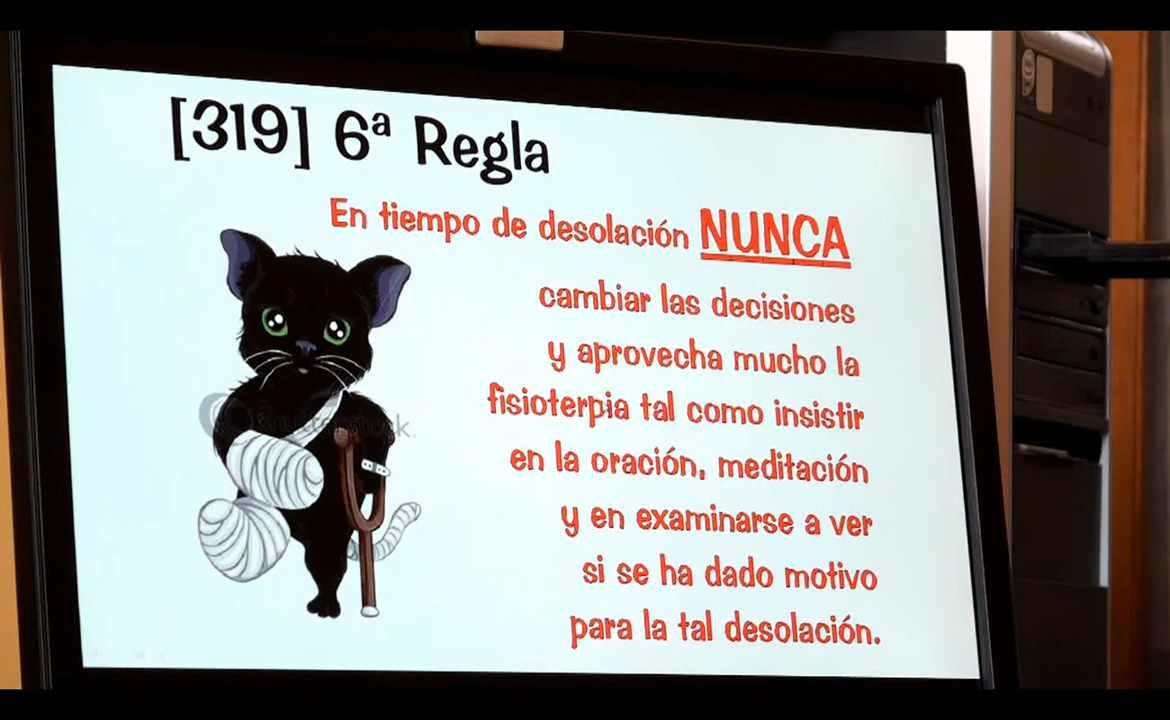 [319] 6ª Regla
En tiempo de desolación NUNCA
cambiar las decisiones
y aprovecha mucho la
fisioterpia tal como insistir
en la oración, meditación
y en examinarse a ver
si se ha dado motivo
para la tal desolación.
shutterstock.